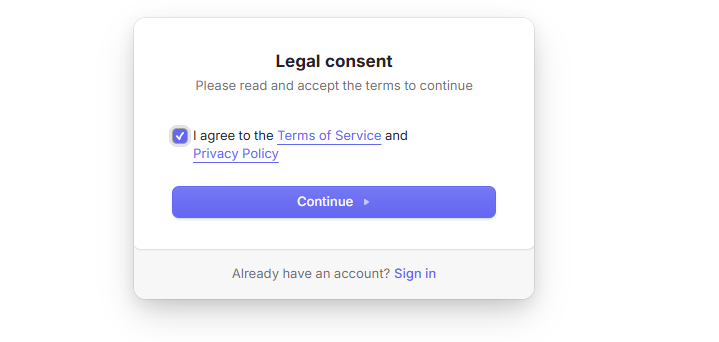 Legal consent
Please read and accept the terms to continue
I agree to the Terms of Service and
Privacy Policy
Continue
Already have an account? Sign in